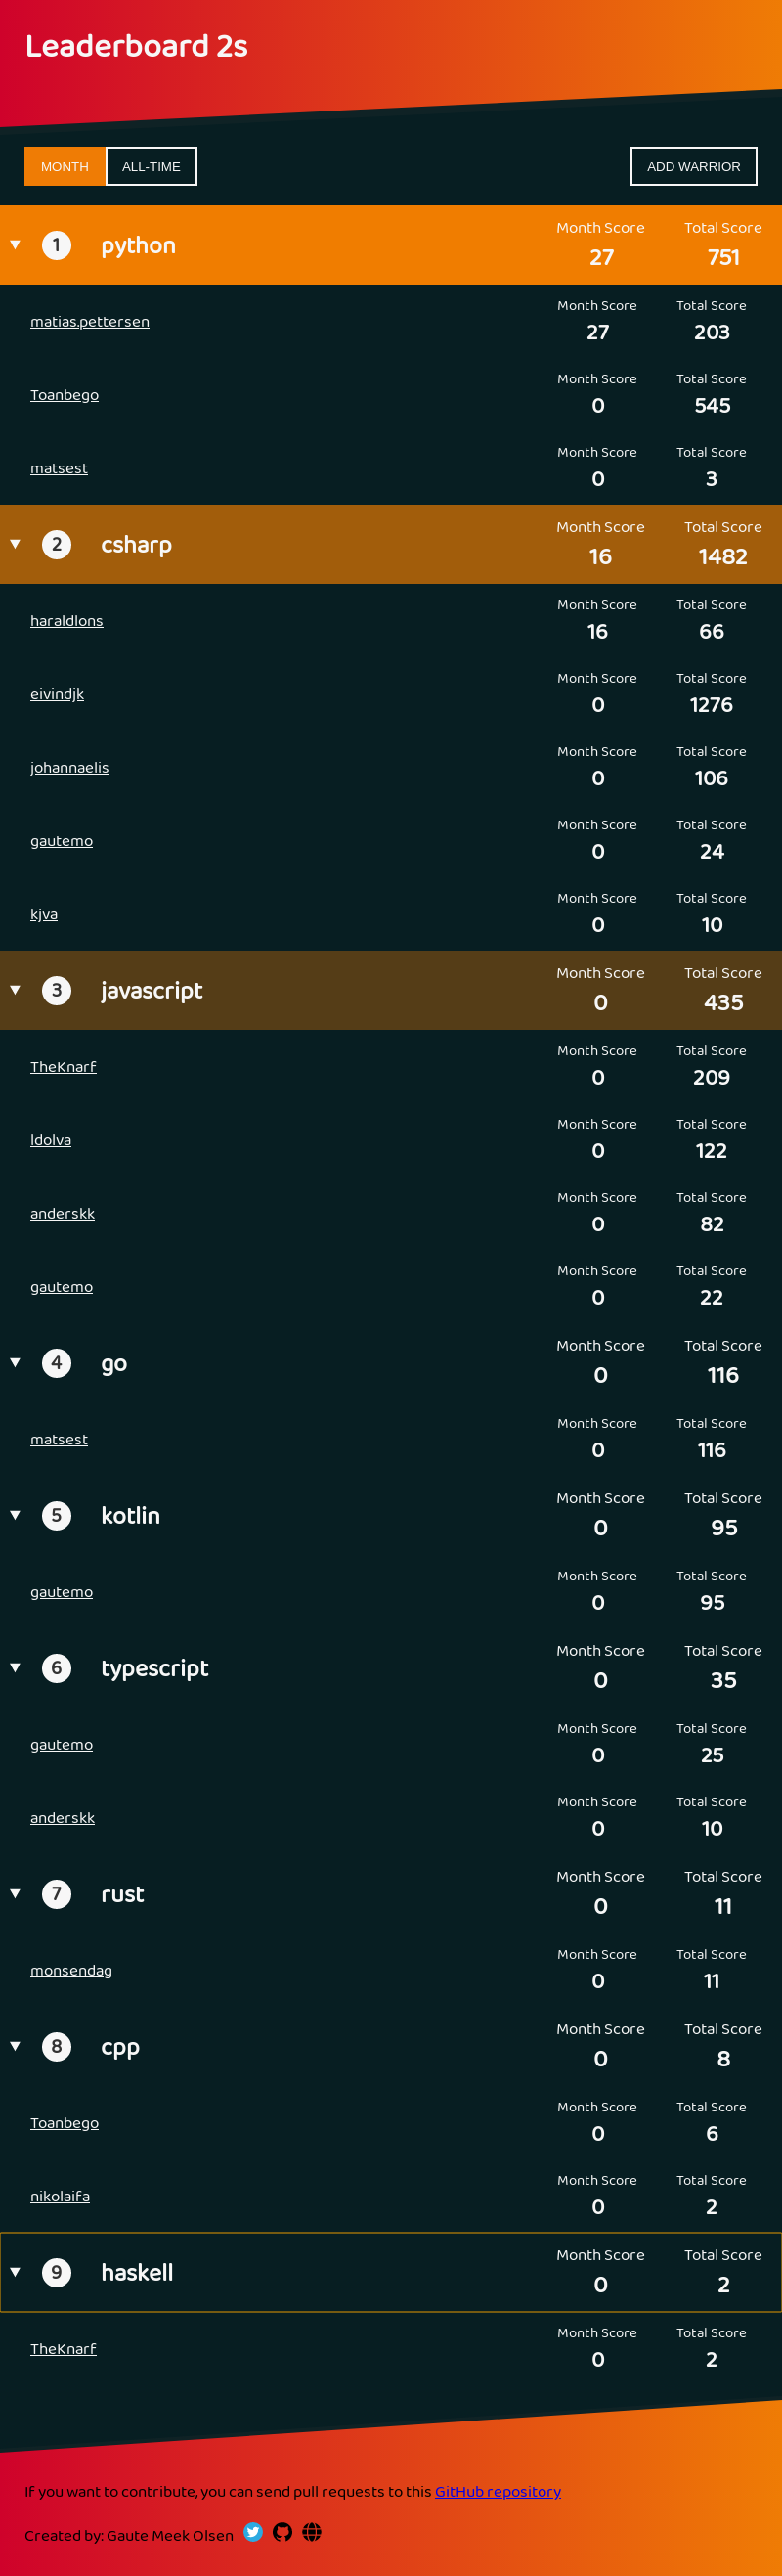 Leaderboard 2s
MONTH ALL-TIME ADD WARRIOR
Month Score Total Score
1 python 27 751
Month Score Total Score
matias.pettersen 27 203
Month Score Total Score
Toanbego 0 545
Month Score Total Score
matsest 0 3
Month Score Total Score
2 csharp 16 1482
Month Score Total Score
haraldlons 16 66
Month Score Total Score
eivindjk 0 1276
Month Score Total Score
johannaelis 0 106
Month Score Total Score
gautemo 0 24
Month Score Total Score
kjva 0 10
Month Score Total Score
3 javascript 0 435
Month Score Total Score
TheKnarf 0 209
Month Score Total Score
ldolva 0 122
Month Score Total Score
anderskk 0 82
Month Score Total Score
gautemo 0 22
Month Score Total Score
4 go 0 116
Month Score Total Score
matsest 0 116
Month Score Total Score
5 kotlin 0 95
Month Score Total Score
gautemo 0 95
Month Score Total Score
6 typescript 0 35
Month Score Total Score
gautemo 0 25
Month Score Total Score
anderskk 0 10
Month Score Total Score
7 rust 0 11
Month Score Total Score
monsendag 0 11
Month Score Total Score
8 cpp 0 8
Month Score Total Score
Toanbego 0 6
Month Score Total Score
nikolaifa 0 2
Month Score Total Score
9 haskell 0 2
Month Score Total Score
TheKnarf 0 2
If you want to contribute, you can send pull requests to this GitHub repository
Created by: Gaute Meek Olsen